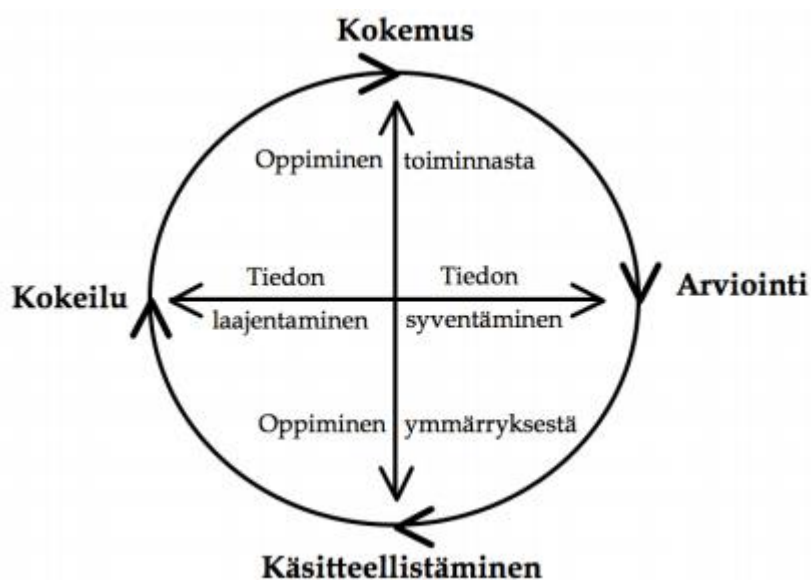 Kokemus
Oppiminen toiminnasta
Tiedon Tiedon
Kokeilu Arviointi
laajentaminen syventäminen
Oppiminen ymmärryksestä
Käsitteellistäminen